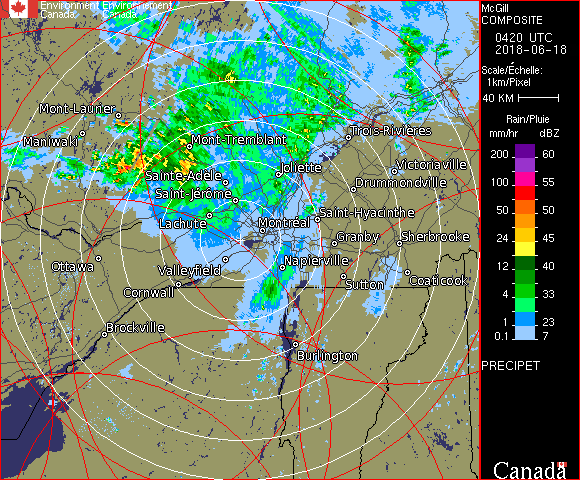 Environment Environnement
Canada Canada
McGill
COMPOSITE
0420 UTC
2018-06-18
Scale/Échelle:
1km/Pixel
40 KM
Rain/Pluie
mm/hr dBZ
200 60
100 55
50 50
24 45
12 40
4 33
2 23
0.1 7
PRECIPET
Canada
Mont-Laurier
Maniwaki
Mont-Tremblant
Trois-Rivières
Sainte-Adèle
Joliette
Victoriaville
Saint-Jérôme
Drummondville
Lachute
Montréal
Saint-Hyacinthe
Granby
Sherbrooke
Ottawa
Valleyfield
Napierville
Cornwall
Sutton
Coaticook
Brockville
Burlington